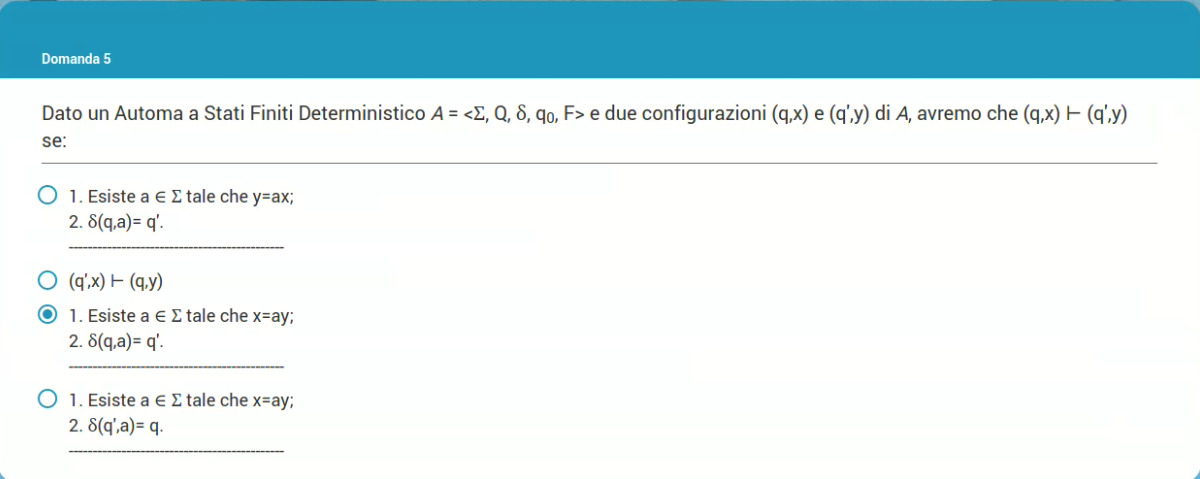 Domanda 5
Dato un Automa a Stati Finiti Deterministico A = <Σ, Q, δ, q₀, F> e due configurazioni (q,x) e (q',y) di A, avremo che (q,x) ⊢ (q',y)
se:
1. Esiste a ∈ Σ tale che y=ax;
2. δ(q,a)= q'.
----------------------------------------------
(q',x) ⊢ (q,y)
1. Esiste a ∈ Σ tale che x=ay;
2. δ(q,a)= q'.
----------------------------------------------
1. Esiste a ∈ Σ tale che x=ay;
2. δ(q',a)= q.
----------------------------------------------